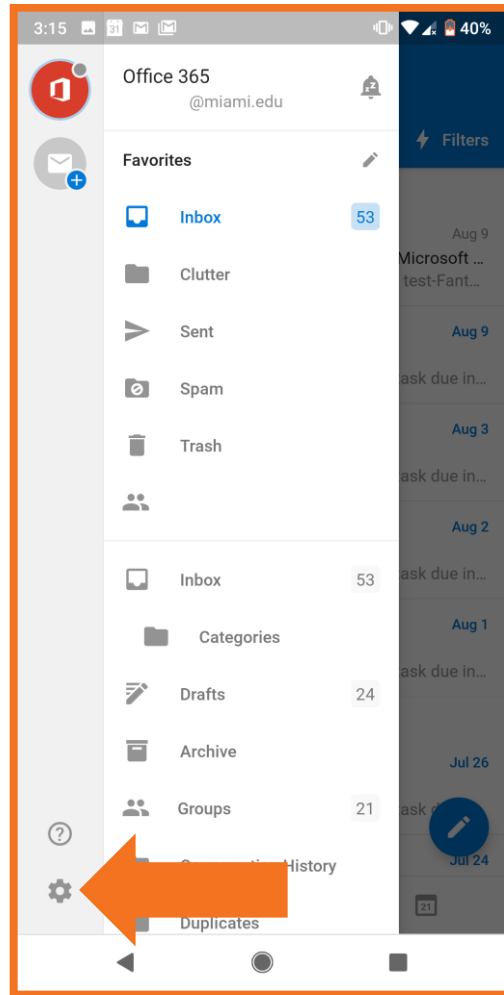 3:15 31 40%
Office 365
@miami.edu
Filters
Favorites
Inbox 53
Aug 9
Microsoft ...
test-Fant...
Clutter
Sent
Aug 9
ask due in...
Spam
Trash
Aug 3
ask due in...
Aug 2
Inbox 53
ask due in...
Categories
Aug 1
ask due in...
Drafts 24
Archive
Jul 26
Groups 21
ask
History
Jul 24
21
Duplicates